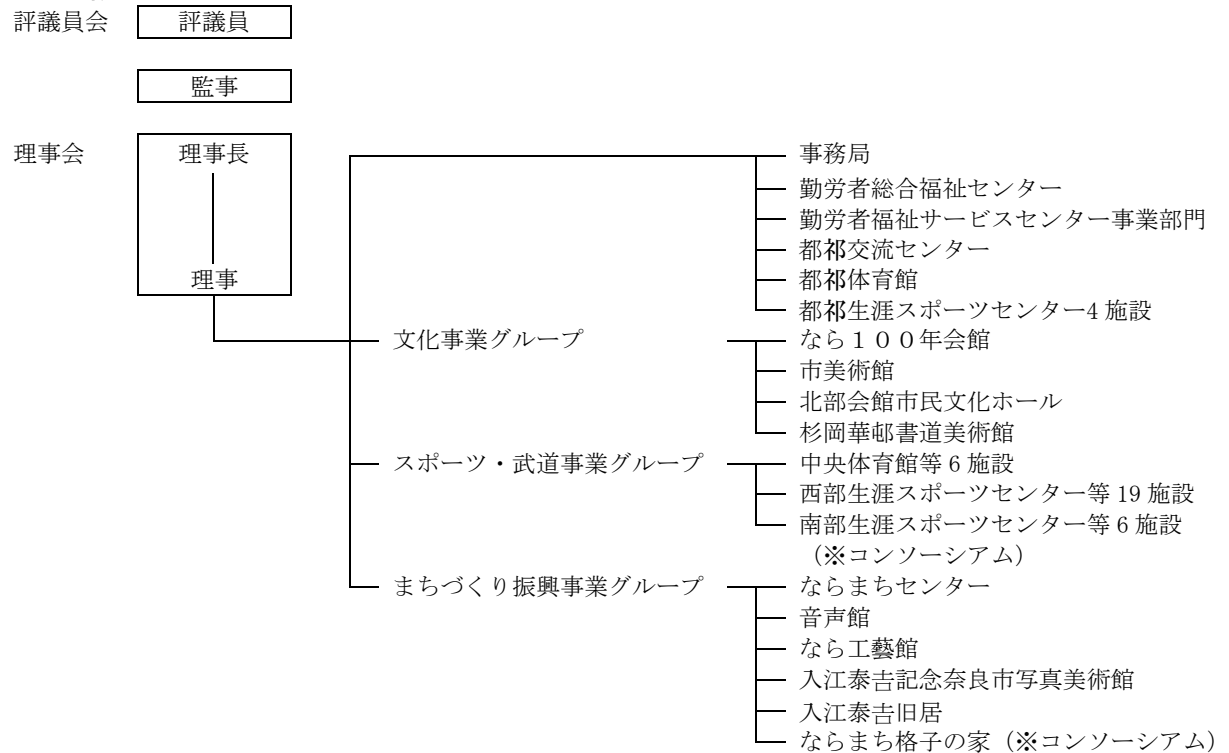 評議員会 評議員
監事
理事会 理事長 事務局
勤労者総合福祉センター
勤労者福祉サービスセンター事業部門
都祁交流センター
理事 都祁体育館
都祁生涯スポーツセンター4 施設
文化事業グループ なら１００年会館
市美術館
北部会館市民文化ホール
杉岡華邨書道美術館
スポーツ・武道事業グループ 中央体育館等 6 施設
西部生涯スポーツセンター等 19 施設
南部生涯スポーツセンター等 6 施設
（※コンソーシアム）
まちづくり振興事業グループ ならまちセンター
音声館
なら工藝館
入江泰𠮷記念奈良市写真美術館
入江泰𠮷旧居
ならまち格子の家（※コンソーシアム）